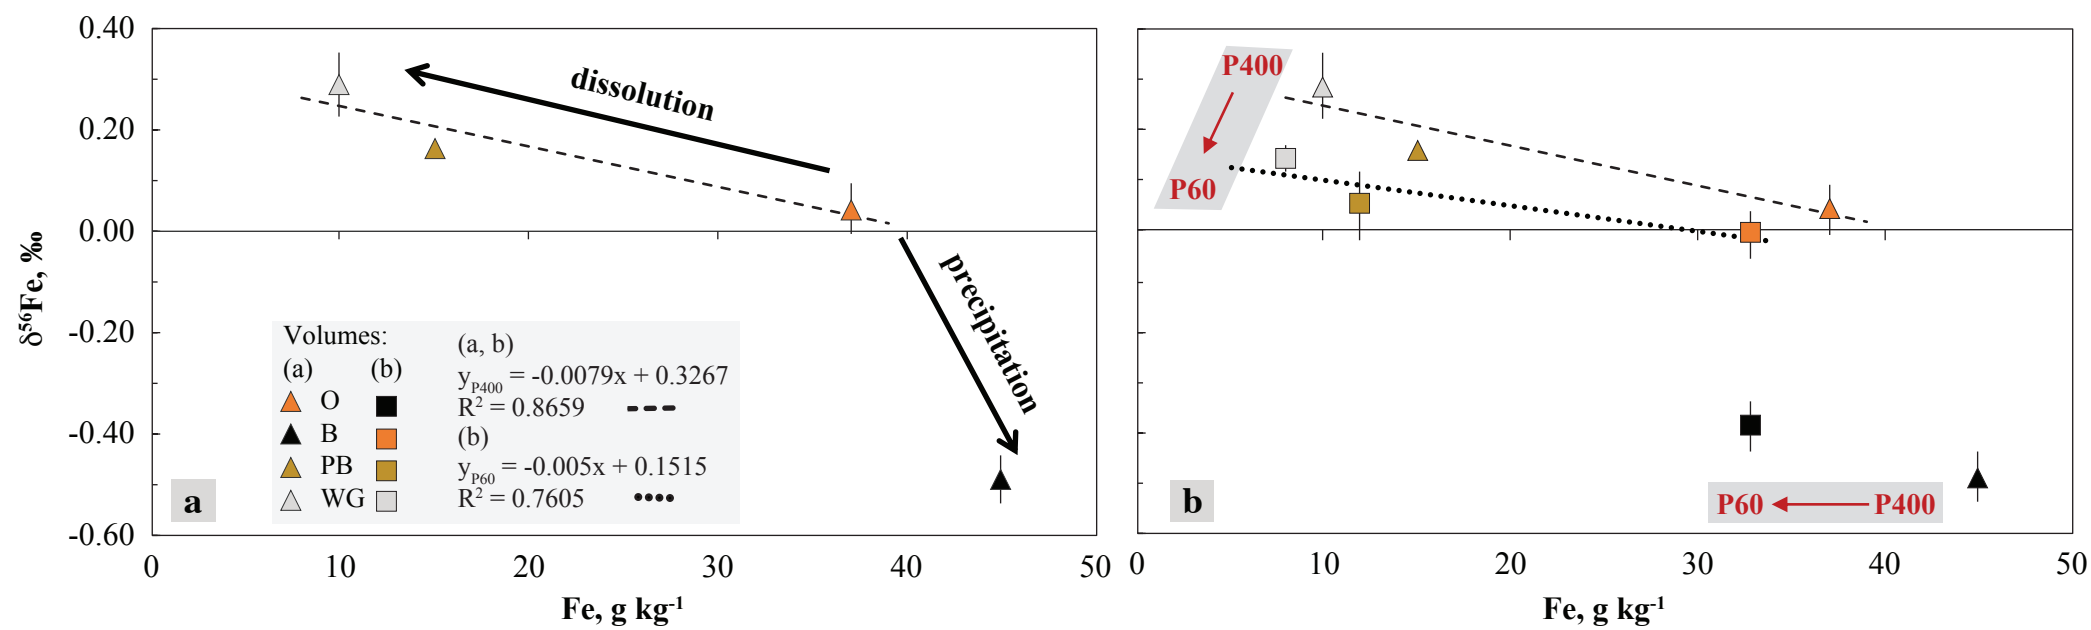 0.40
0.20
0.00
-0.20
-0.40
-0.60
δ⁵⁶Fe, ‰
dissolution
precipitation
Volumes:
(a) (b)
O
B
PB
WG
(a, b)
y_P400 = -0.0079x + 0.3267
R² = 0.8659
(b)
y_P60 = -0.005x + 0.1515
R² = 0.7605
a
0 10 20 30 40 50
Fe, g kg⁻¹
P400
P60
P60 P400
b
0 10 20 30 40 50
Fe, g kg⁻¹